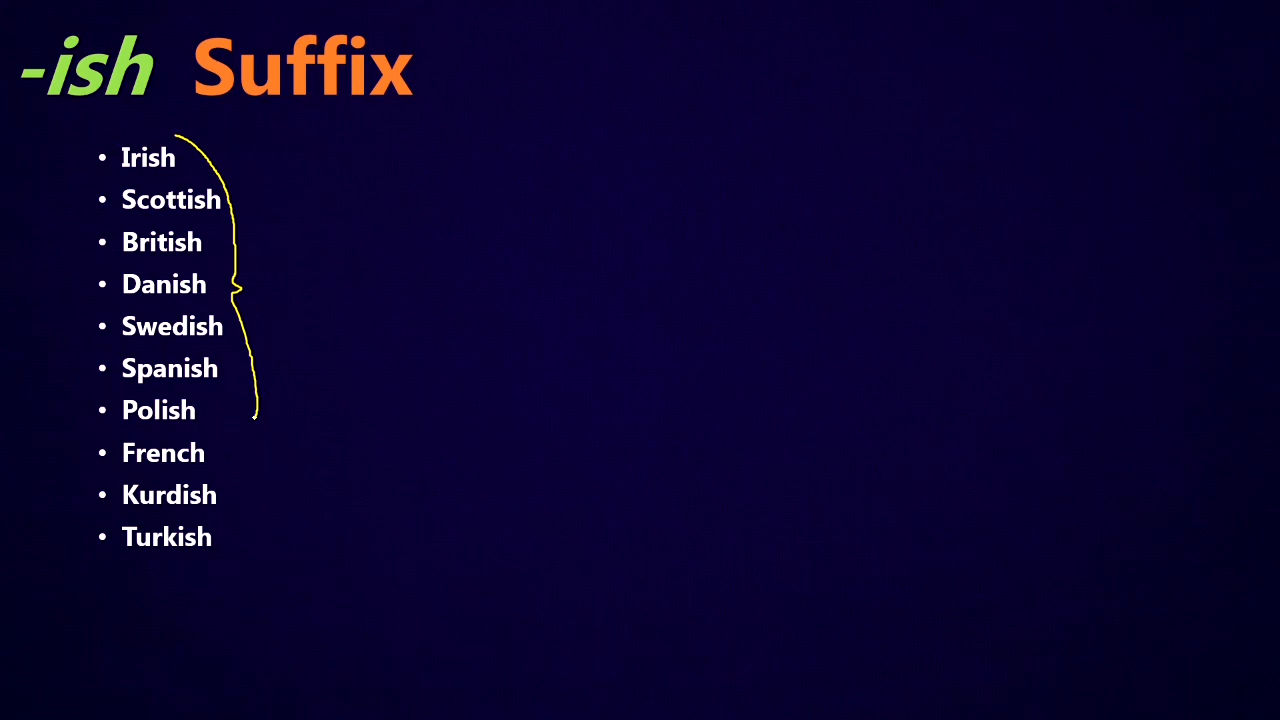 -ish Suffix
• Irish
• Scottish
• British
• Danish
• Swedish
• Spanish
• Polish
• French
• Kurdish
• Turkish